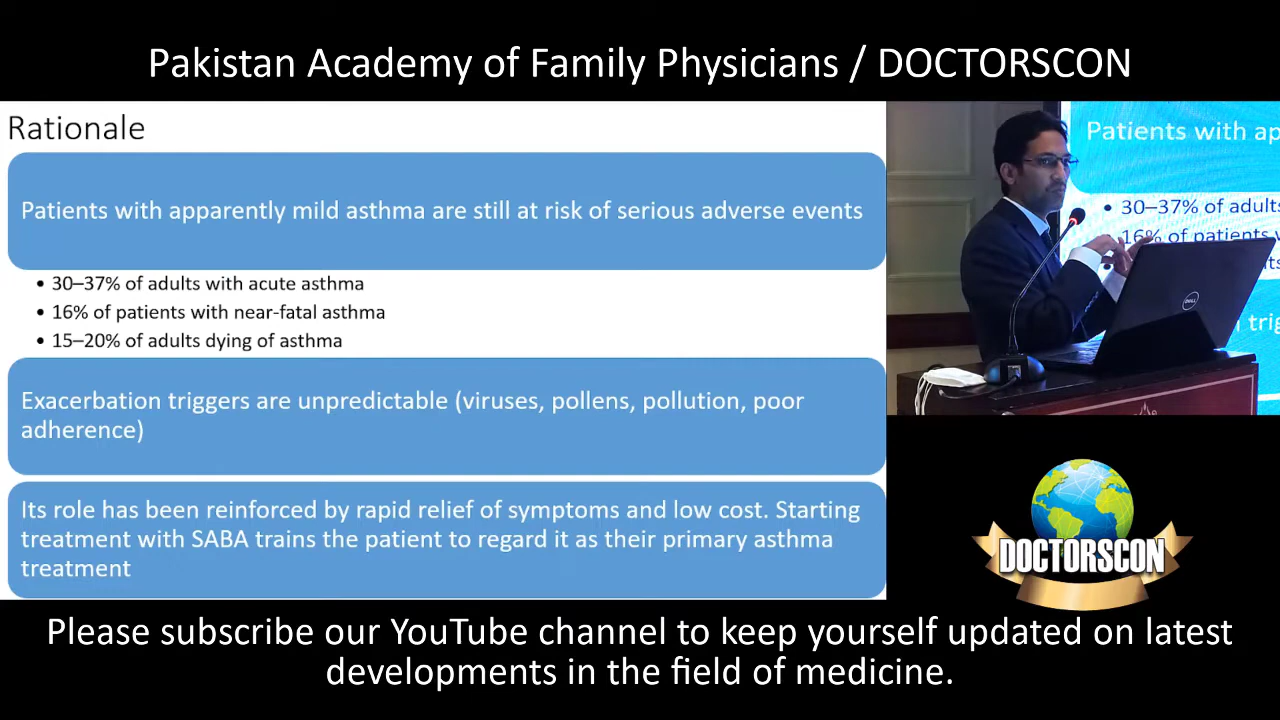 Pakistan Academy of Family Physicians / DOCTORSCON
Rationale
Patients with apparently mild asthma are still at risk of serious adverse events
• 30–37% of adults with acute asthma
• 16% of patients with near-fatal asthma
• 15–20% of adults dying of asthma
Exacerbation triggers are unpredictable (viruses, pollens, pollution, poor
adherence)
Its role has been reinforced by rapid relief of symptoms and low cost. Starting
treatment with SABA trains the patient to regard it as their primary asthma
treatment
Patients with ap
• 30–37% of adults
16% of patients
DELL
DOCTORSCON
Please subscribe our YouTube channel to keep yourself updated on latest
developments in the field of medicine.